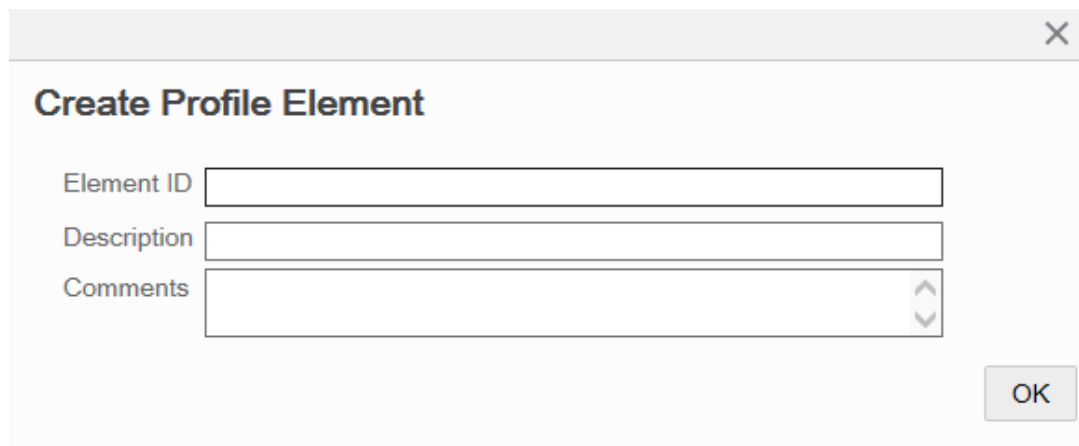 Create Profile Element
Element ID
Description
Comments
OK